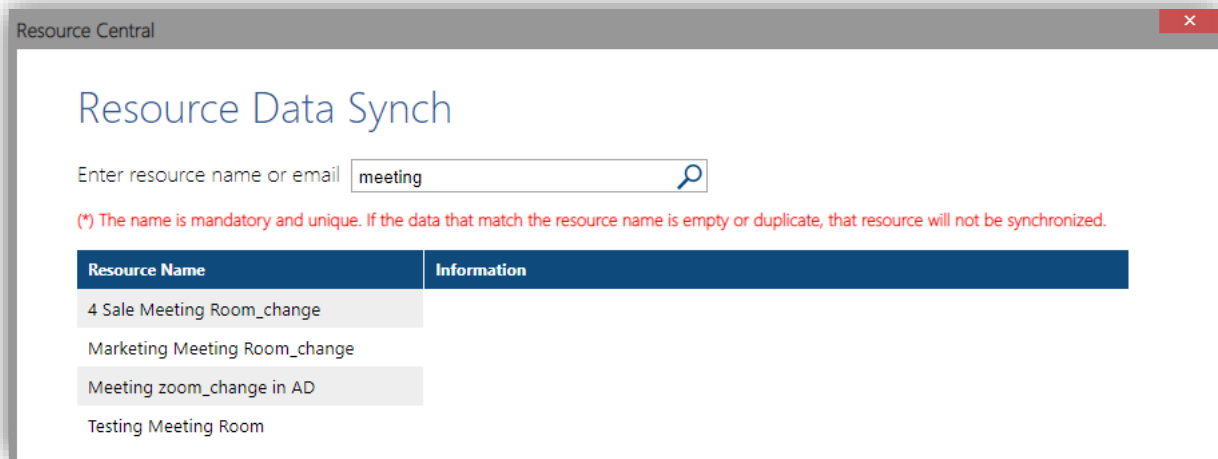 Resource Central
Resource Data Synch
Enter resource name or email meeting
(*) The name is mandatory and unique. If the data that match the resource name is empty or duplicate, that resource will not be synchronized.
Resource Name Information
4 Sale Meeting Room_change
Marketing Meeting Room_change
Meeting zoom_change in AD
Testing Meeting Room